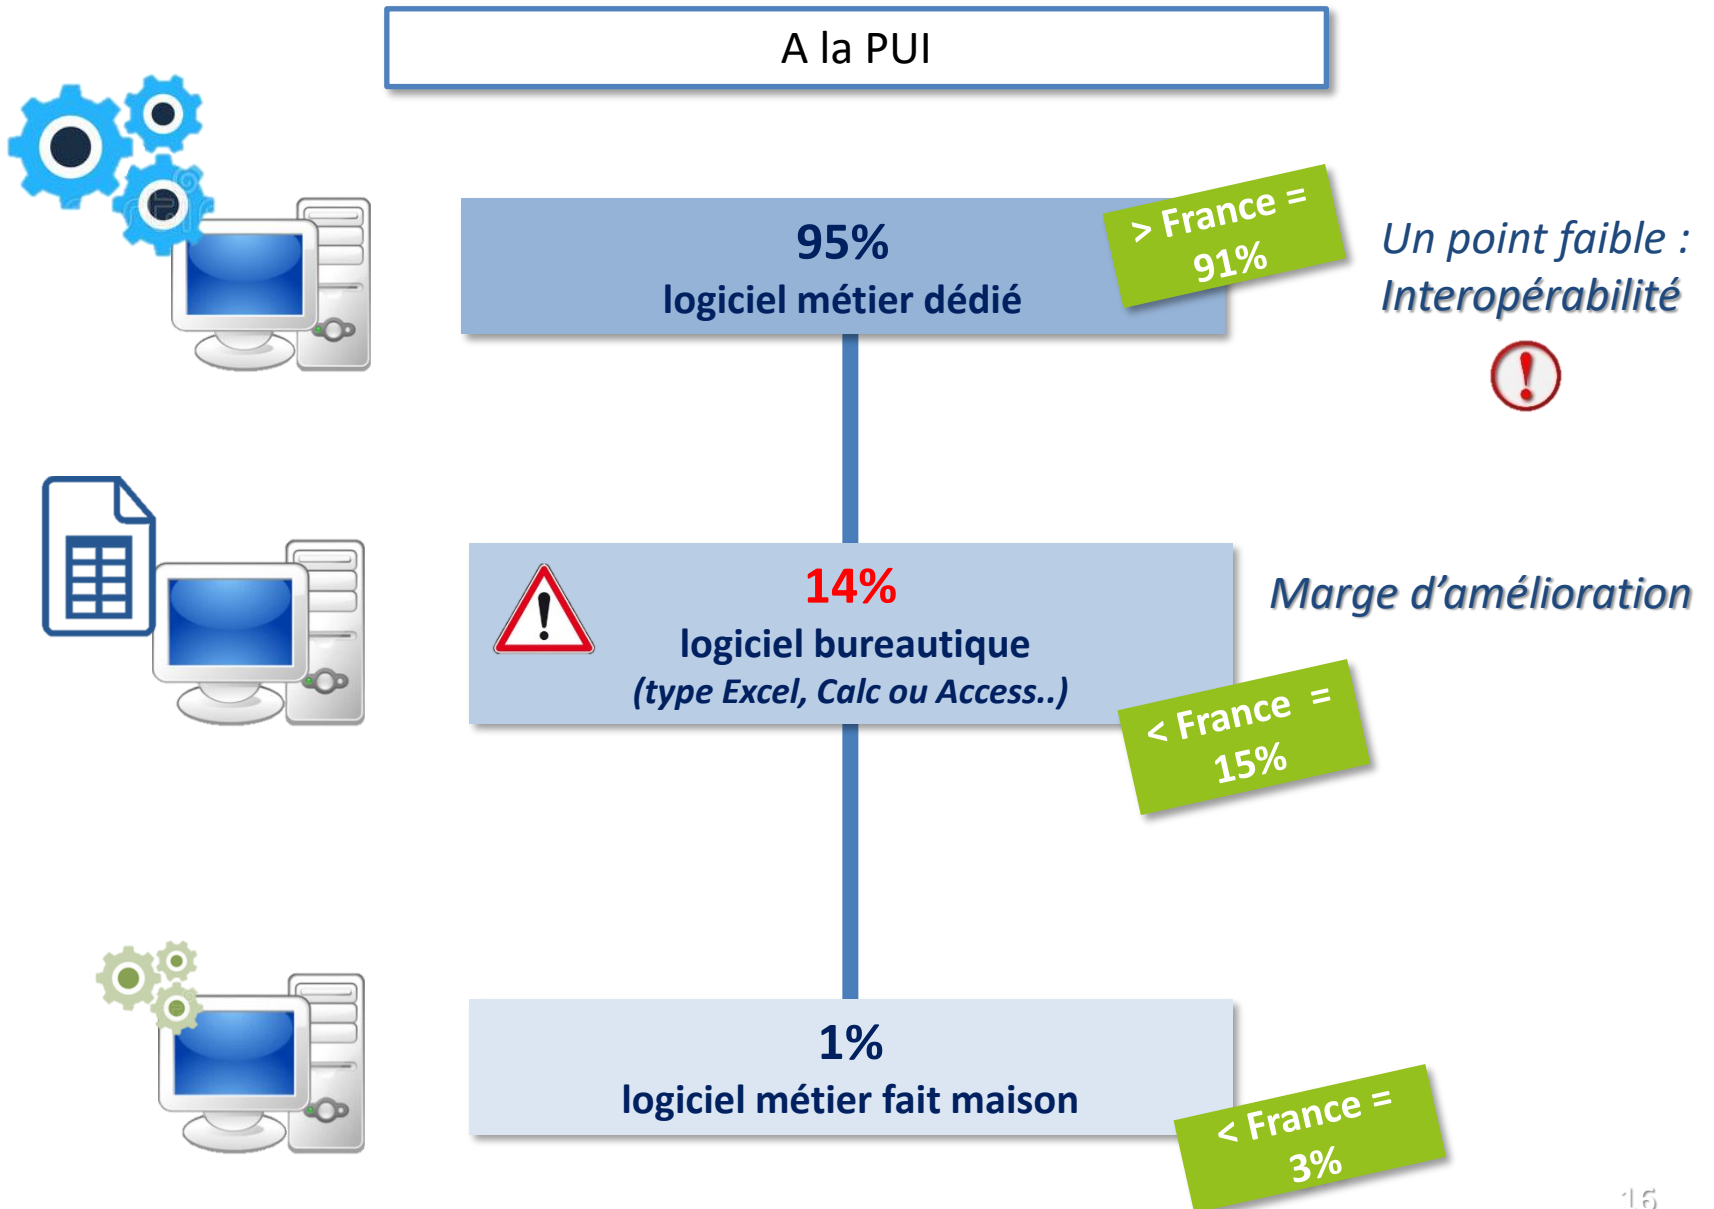 A la PUI
95%
logiciel métier dédié
> France =
91%
Un point faible :
Interopérabilité
14%
logiciel bureautique
(type Excel, Calc ou Access..)
Marge d’amélioration
< France =
15%
1%
logiciel métier fait maison
< France =
3%
16